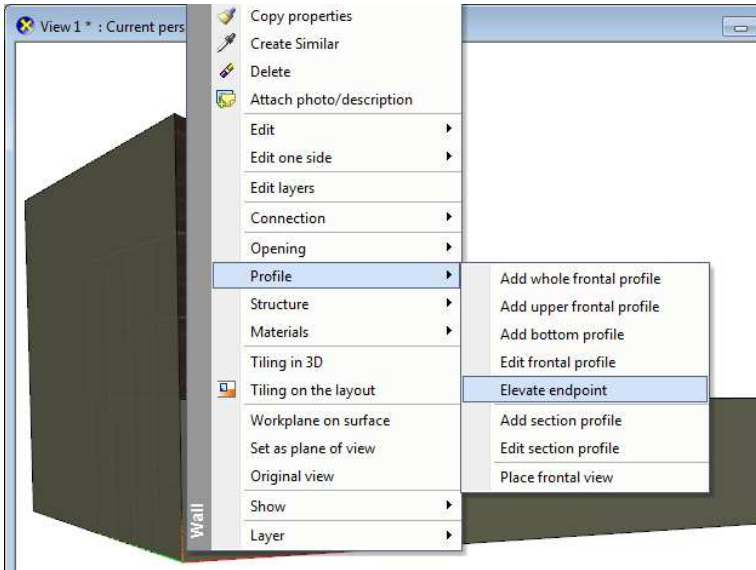 View 1 * : Current pers
Copy properties
Create Similar
Delete
Attach photo/description
Edit
Edit one side
Edit layers
Connection
Opening
Profile
Structure
Materials
Tiling in 3D
Tiling on the layout
Workplane on surface
Set as plane of view
Original view
Show
Layer
Wall
Add whole frontal profile
Add upper frontal profile
Add bottom profile
Edit frontal profile
Elevate endpoint
Add section profile
Edit section profile
Place frontal view